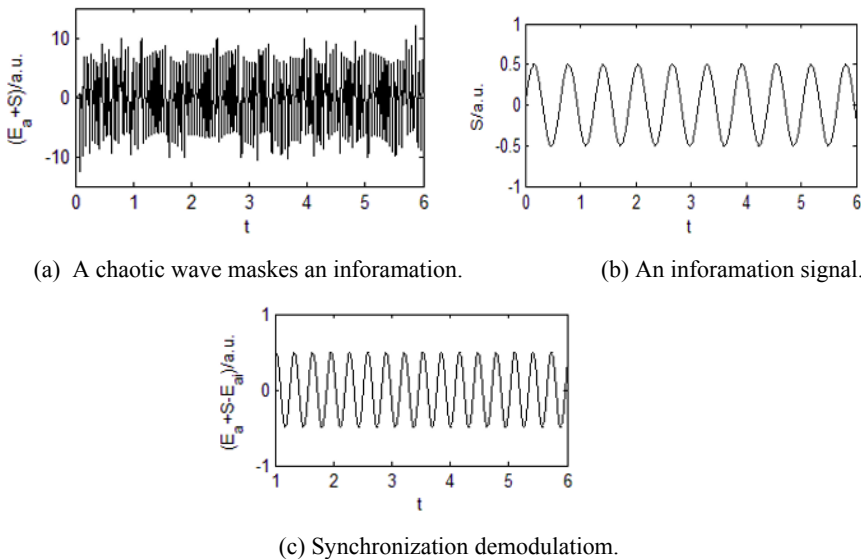 (E_a+S)/a.u.
10
0
-10
0 1 2 3 4 5 6
t
(a) A chaotic wave maskes an inforamation.
S/a.u.
1
0.5
0
-0.5
-1
0 1 2 3 4 5 6
t
(b) An inforamation signal.
(E_a+S-E_ai)/a.u.
1
0
-1
1 2 3 4 5 6
t
(c) Synchronization demodulatiom.